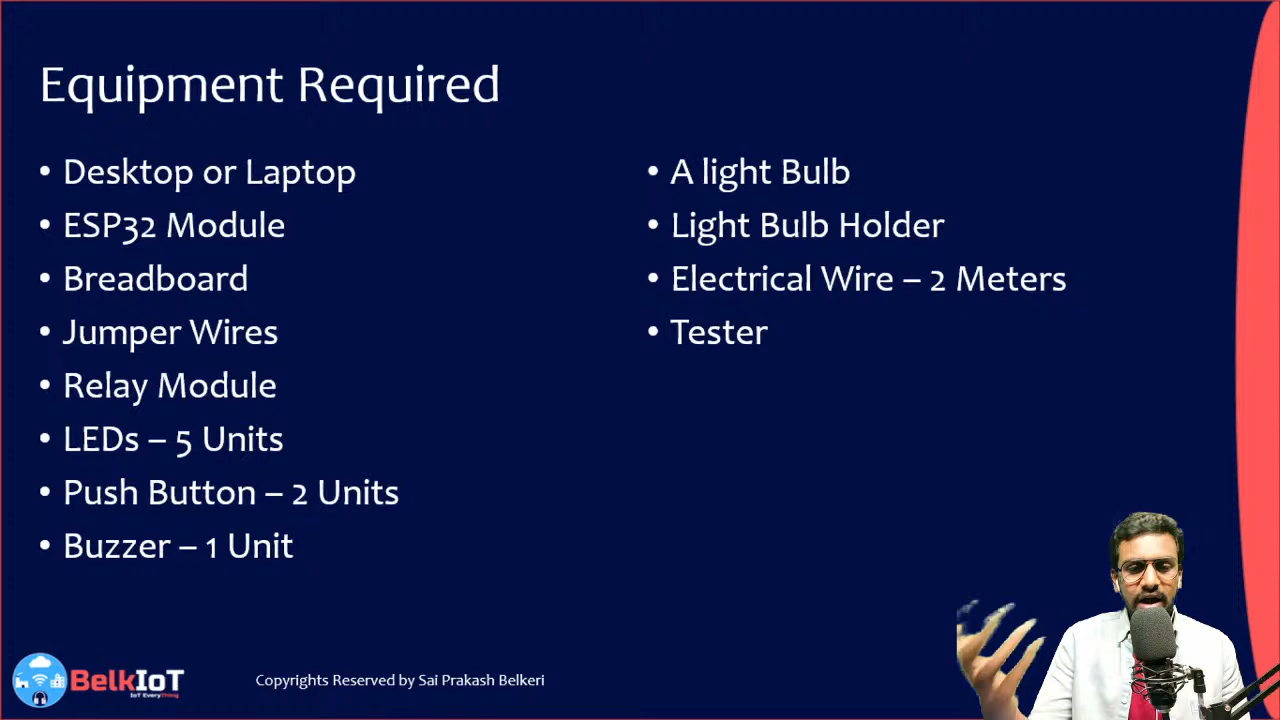 Equipment Required
• Desktop or Laptop
• ESP32 Module
• Breadboard
• Jumper Wires
• Relay Module
• LEDs – 5 Units
• Push Button – 2 Units
• Buzzer – 1 Unit
• A light Bulb
• Light Bulb Holder
• Electrical Wire – 2 Meters
• Tester
BelkIoT
IoT EveryThing
Copyrights Reserved by Sai Prakash Belkeri